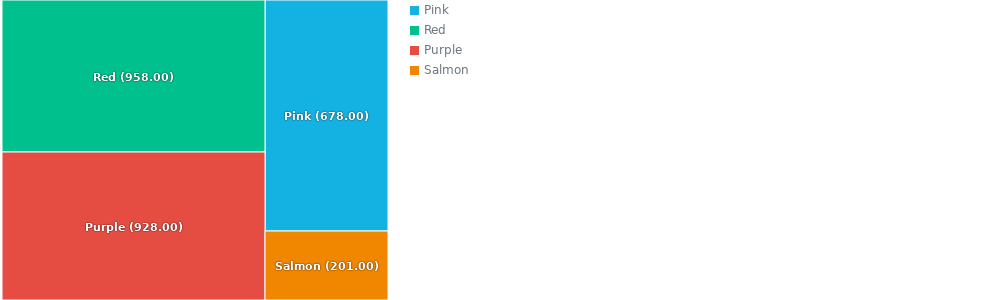 Red (958.00)
Purple (928.00)
Pink (678.00)
Salmon (201.00)
Pink
Red
Purple
Salmon